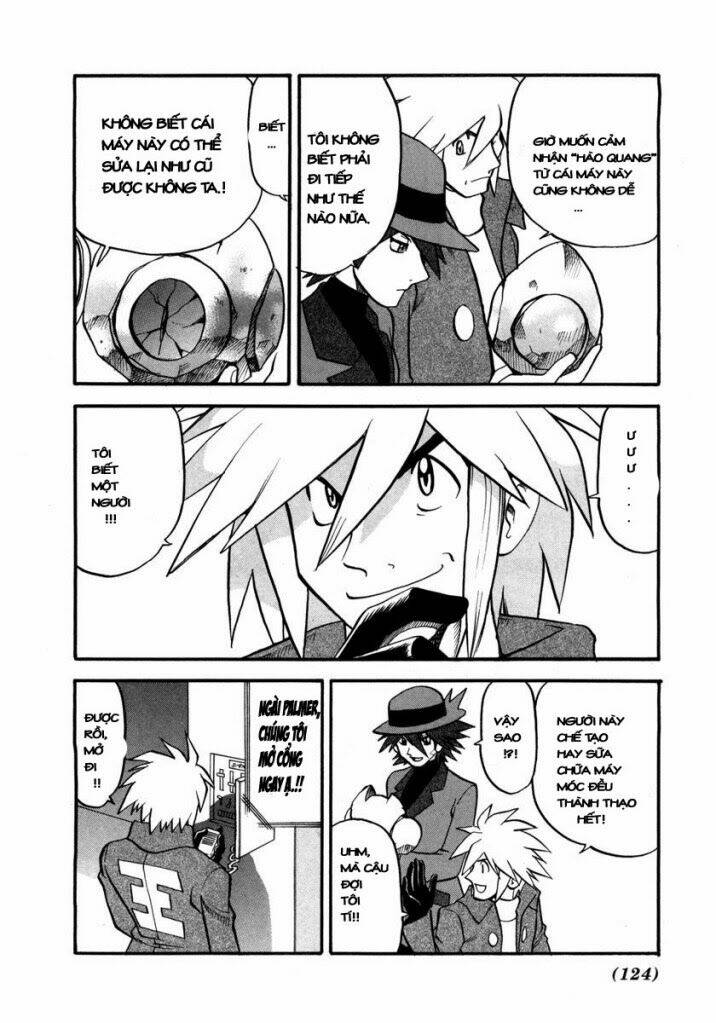 GIỜ MUỐN CẢM
NHẬN "HÀO QUANG"
TỪ CÁI MÁY NÀY
CŨNG KHÔNG DỄ
...
TÔI KHÔNG
BIẾT PHẢI
ĐI TIẾP
NHƯ THẾ
NÀO NỮA.
BIẾT
...
KHÔNG BIẾT CÁI
MÁY NÀY CÓ THỂ
SỬA LẠI NHƯ CŨ
ĐƯỢC KHÔNG TA.!
Ư
Ư Ư
. . . .
TÔI
BIẾT
MỘT
NGƯỜI
!!!
NGƯỜI NÀY
CHẾ TẠO
HAY SỮA
CHỮA MÁY
MÓC ĐỀU
THÀNH THẠO
HẾT!
VẬY
SAO
!?!
UHM,
MÀ CẬU
ĐỢI
TÔI
TÍ!!
NGÀI PALMER,
CHÚNG TÔI
MỞ CỔNG
NGAY Ạ.!!
ĐƯỢC
RỒI,
MỞ
ĐI
!!
(124)